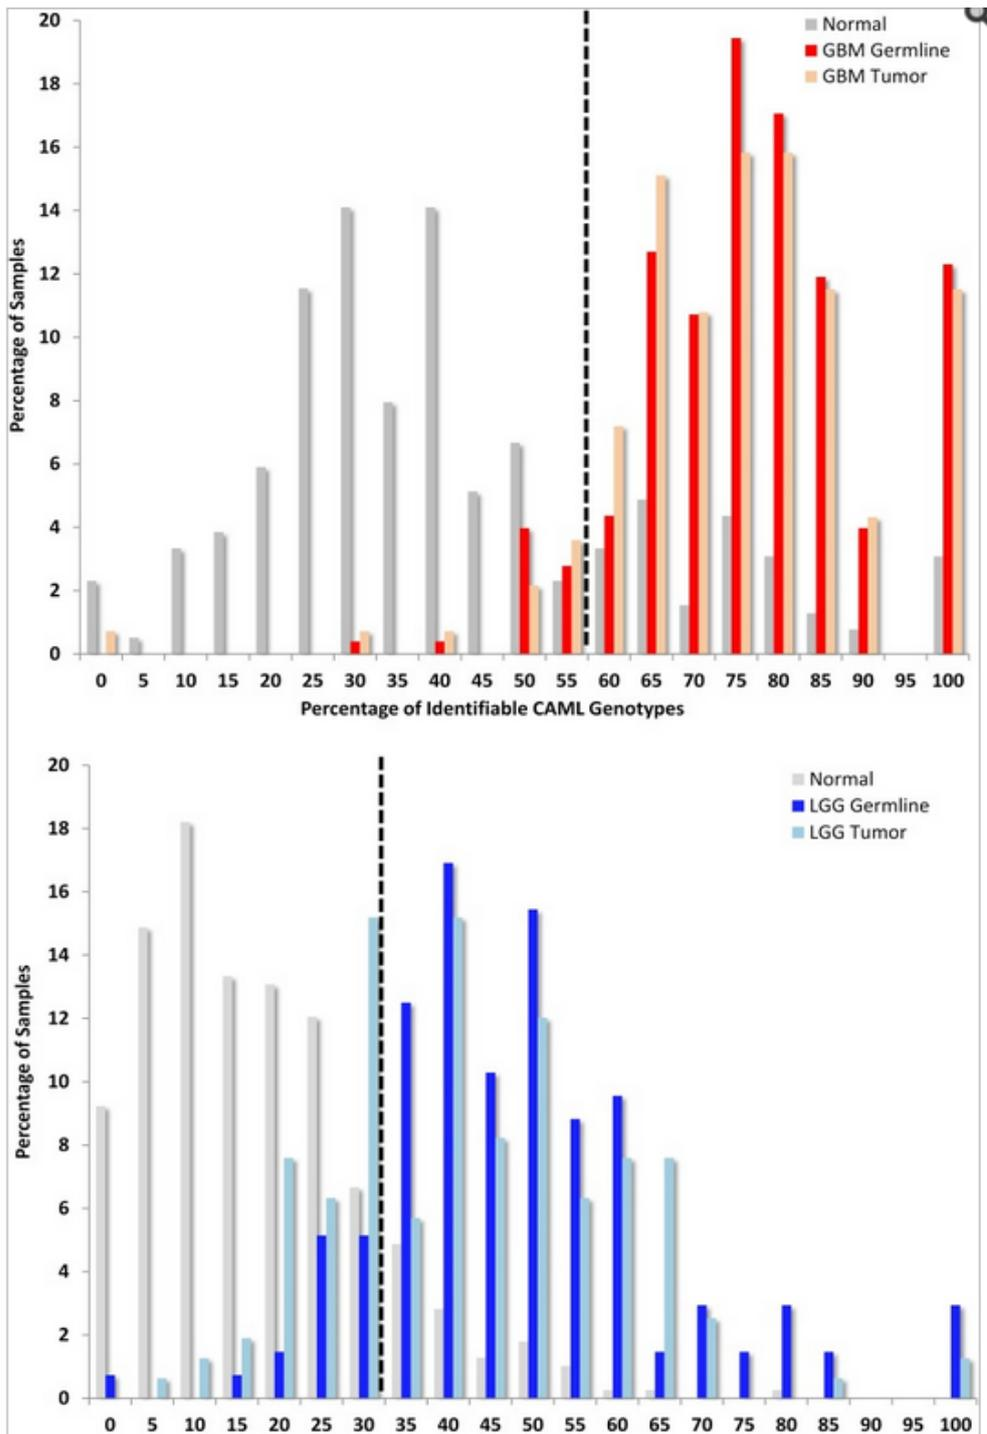 20
Normal
GBM Germline
18
GBM Tumor
16
14
12
10
8
6
4
2
0
Percentage of Samples
0 5 10 15 20 25 30 35 40 45 50 55 60 65 70 75 80 85 90 95 100
Percentage of Identifiable CAML Genotypes
20
Normal
LGG Germline
18
LGG Tumor
16
14
12
10
8
6
4
2
0
Percentage of Samples
0 5 10 15 20 25 30 35 40 45 50 55 60 65 70 75 80 85 90 95 100